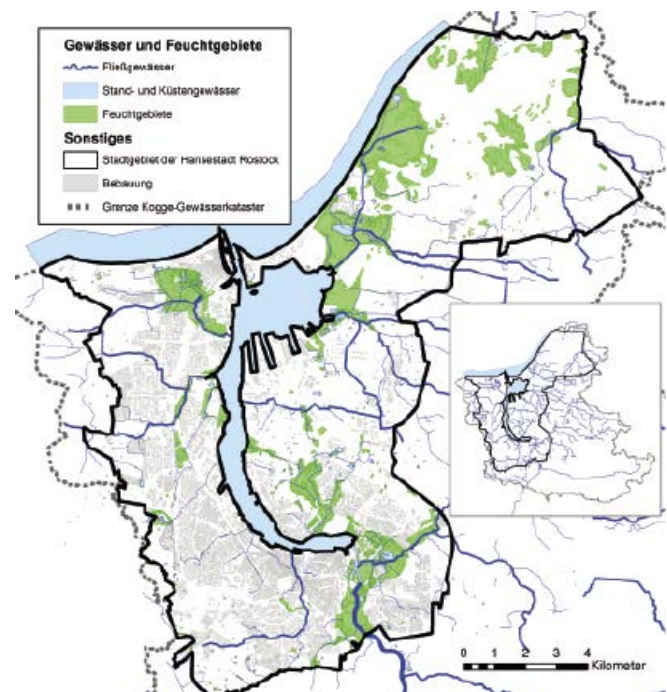 Gewässer und Feuchtgebiete
Fließgewässer
Stand- und Küstengewässer
Feuchtgebiete
Sonstiges
Stadtgebiet der Hansestadt Rostock
Bebauung
Grenze Kogge-Gewässerkataster
0 1 2 3 4
Kilometer